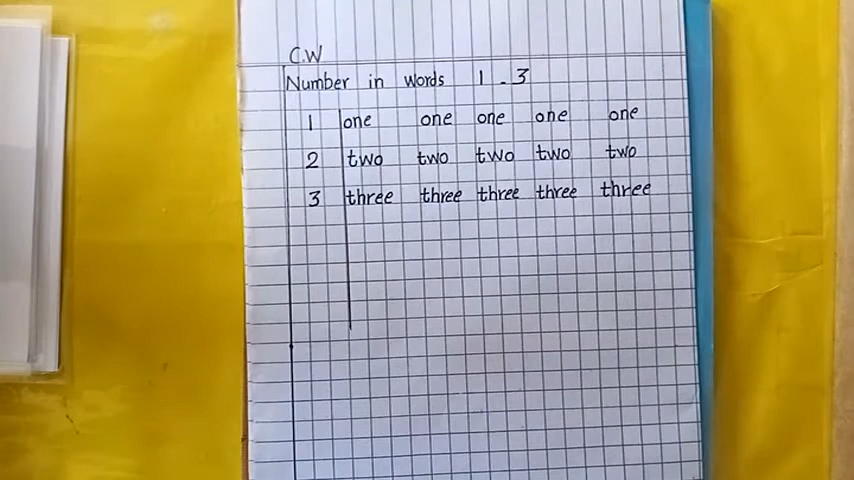 C.W
Number in words 1 - 3
1 one one one one one
2 two two two two two
3 three three three three three